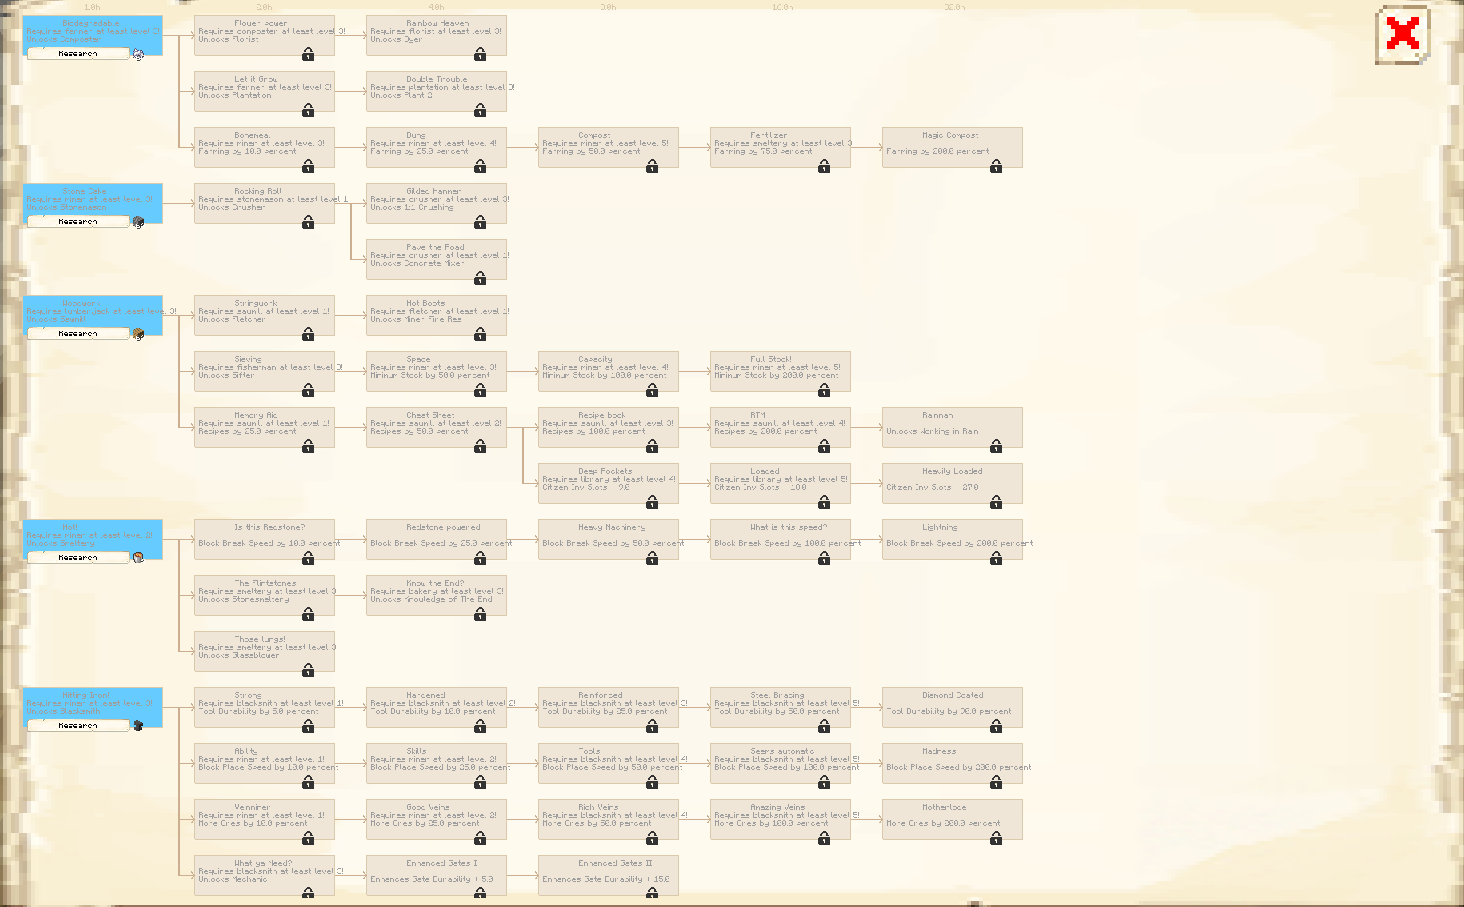 1.0h 2.0h 4.0h
Biodegradable
Requires farmer at least level 3!
Unlocks Composter
Research
Flower power
Requires composter at least level 3!
Unlocks Florist
Rainbow Heaven
Requires florist at least level 3!
Unlocks Dyer
Let it Grow
Requires farmer at least level 3!
Unlocks Plantation
Double Trouble
Requires plantation at least level 3!
Unlocks Plant 2
Bonemeal
Requires miner at least level 3!
Farming by 10.0 percent
Dung
Requires miner at least level 4!
Farming by 25.0 percent
Compost
Requires miner at least level 5!
Farming by 50.0 percent
Fertilizer
Requires smeltery at least level 3
Farming by 75.0 percent
Magic Compost
Farming by 200.0 percent
Stone Cake
Requires miner at least level 3!
Unlocks Stonemason
Research
Rocking Roll!
Requires stonemason at least level 1
Unlocks Crusher
Gilded Hammer
Requires crusher at least level 3!
Unlocks 1:1 Crushing
Pave the Road
Requires crusher at least level 1!
Unlocks Concrete Mixer
Woodwork
Requires lumberjack at least level 3!
Unlocks Sawmill
Research
Stringwork
Requires sawmill at least level 1!
Unlocks Fletcher
Hot Boots
Requires fletcher at least level 1!
Unlocks Miner Fire Res
Sieving
Requires fisherman at least level 3!
Unlocks Sifter
Space
Requires miner at least level 3!
Minimum Stock by 50.0 percent
Capacity
Requires miner at least level 4!
Minimum Stock by 100.0 percent
Full Stock!
Requires miner at least level 5!
Minimum Stock by 200.0 percent
Memory Aid
Requires sawmill at least level 1!
Recipes by 25.0 percent
Cheat Sheet
Requires sawmill at least level 2!
Recipes by 50.0 percent
Recipe book
Requires sawmill at least level 3!
Recipes by 100.0 percent
RTM
Requires sawmill at least level 4!
Recipes by 200.0 percent
Rainman
Unlocks Working in Rain
Deep Pockets
Requires library at least level 4!
Citizen Inv Slots + 9.0
Loaded
Requires library at least level 5!
Citizen Inv Slots + 18.0
Heavily Loaded
Citizen Inv Slots + 27.0
Hot!
Requires miner at least level 2!
Unlocks Smeltery
Research
Is this Redstone?
Block Break Speed by 10.0 percent
Redstone powered
Block Break Speed by 25.0 percent
Heavy Machinery
Block Break Speed by 50.0 percent
What is this speed?
Block Break Speed by 100.0 percent
Lightning
Block Break Speed by 200.0 percent
The Flintstones
Requires smeltery at least level 3
Unlocks Stonesmeltery
Know the End?
Requires bakery at least level 3!
Unlocks Knowledge of The End
Those lungs!
Requires smeltery at least level 3
Unlocks Glassblower
Hitting Iron!
Requires miner at least level 3!
Unlocks Blacksmith
Research
Strong
Requires blacksmith at least level 1!
Tool Durability by 5.0 percent
Hardened
Requires blacksmith at least level 2!
Tool Durability by 10.0 percent
Reinforced
Requires blacksmith at least level 3!
Tool Durability by 25.0 percent
Steel Bracing
Requires blacksmith at least level 5!
Tool Durability by 50.0 percent
Diamond Coated
Tool Durability by 90.0 percent
Ability
Requires miner at least level 1!
Block Place Speed by 10.0 percent
Skills
Requires miner at least level 2!
Block Place Speed by 25.0 percent
Tools
Requires blacksmith at least level 4!
Block Place Speed by 50.0 percent
Seems automatic
Requires blacksmith at least level 5!
Block Place Speed by 100.0 percent
Madness
Block Place Speed by 200.0 percent
Veinminer
Requires miner at least level 1!
More Ores by 10.0 percent
Good Veins
Requires miner at least level 2!
More Ores by 25.0 percent
Rich Veins
Requires blacksmith at least level 4!
More Ores by 50.0 percent
Amazing Veins
Requires blacksmith at least level 5!
More Ores by 100.0 percent
Motherlode
More Ores by 200.0 percent
What ya Need?
Requires blacksmith at least level 3!
Unlocks Mechanic
Enhanced Gates I
Enhances Gate Durability + 5.0
Enhanced Gates II
Enhances Gate Durability + 15.0